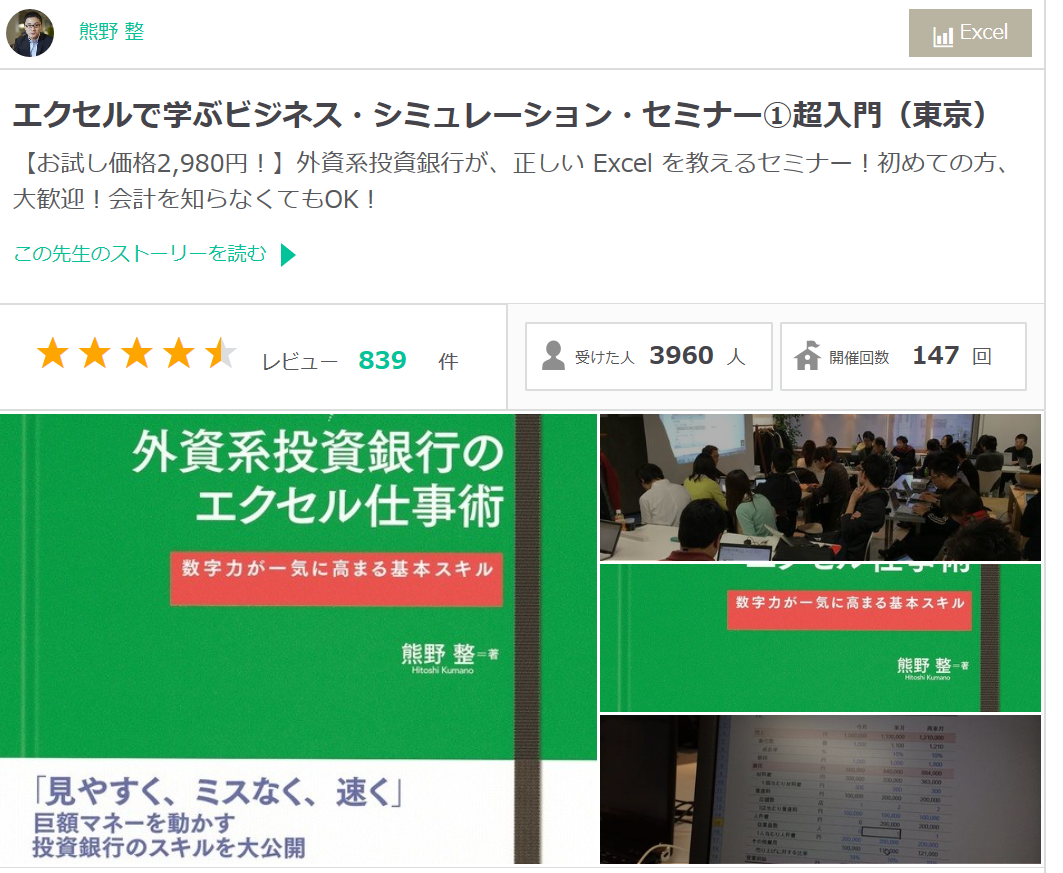 熊野 整
Excel
エクセルで学ぶビジネス・シミュレーション・セミナー①超入門（東京）
【お試し価格2,980円！】外資系投資銀行が、正しい Excel を教えるセミナー！初めての方、
大歓迎！会計を知らなくてもOK！
この先生のストーリーを読む
レビュー 839 件
受けた人 3960 人
開催回数 147 回
外資系投資銀行の
エクセル仕事術
数字力が一気に高まる基本スキル
熊野 整=著
Hitoshi Kumano
「見やすく、ミスなく、速く」
巨額マネーを動かす
投資銀行のスキルを大公開
エクセル仕事術
数字力が一気に高まる基本スキル
熊野 整=著
Hitoshi Kumano